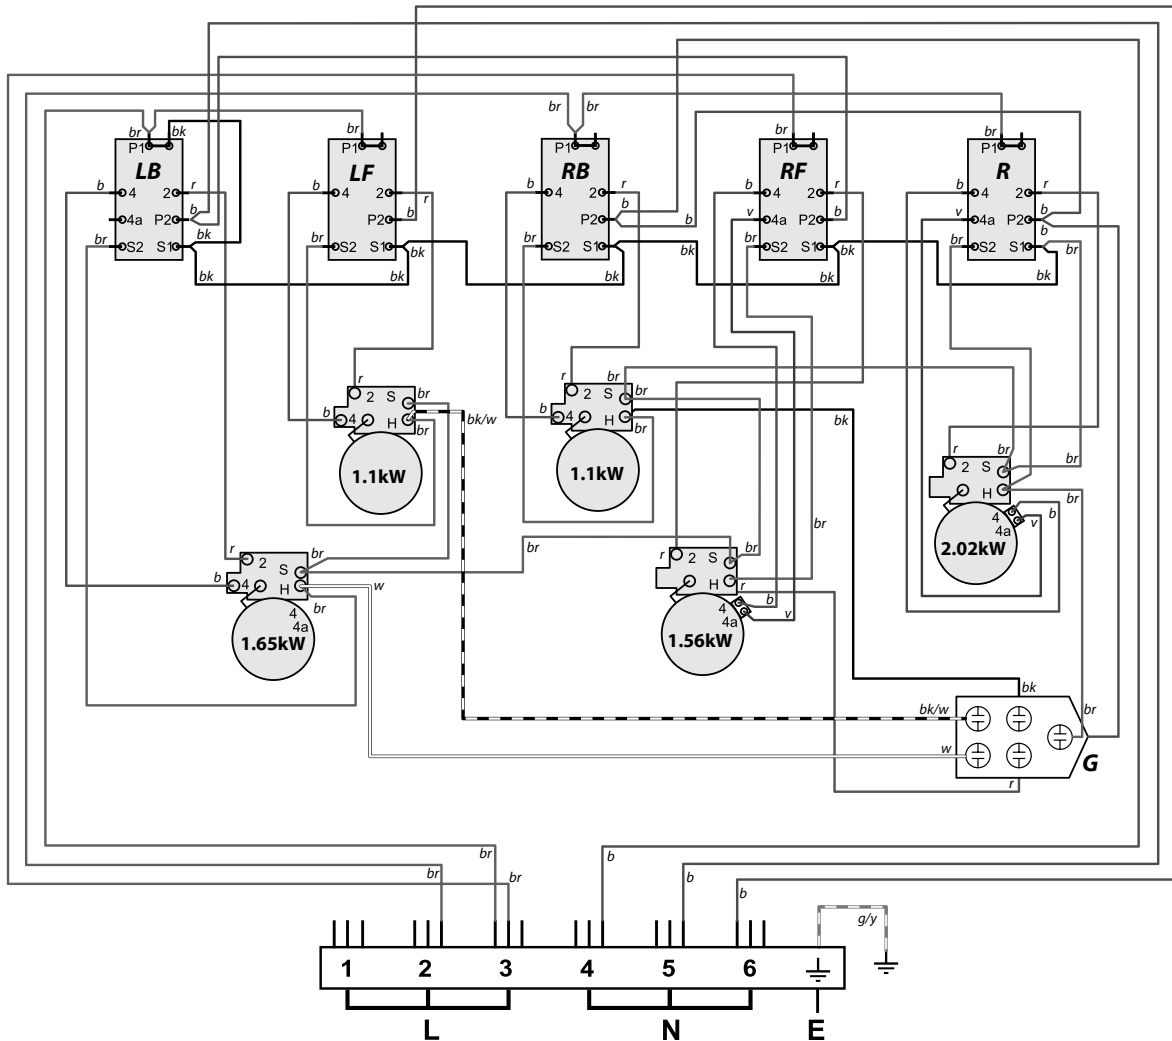 br br
br bk br br br
P1 P1 P1 P1 P1
LB LF RB RF R
b 4 2 r b 4 2 r b 4 2 r b 4 2 r b 4 2 r
4a P2 b P2 b P2 b b v 4a P2 b v 4a P2 b
br S2 S1 bk br S2 S1 bk br S2 S1 bk br S2 S1 bk br S2 S1 b br
bk bk bk bk
r 2 S br
b 4 H br
1.1kW
bk/w
r 2 S br br
b 4 H br
1.1kW
bk
r 2 S br
H br
4 b
4a v
2.02kW
br
br
r 2 S br
b 4 H br
w
4
4a
1.65kW
r 2 S br
H r
4 b
v
1.56kW
bk/w bk br
w
G
r
br b
br b
b
g/y
1 2 3 4 5 6
L N E